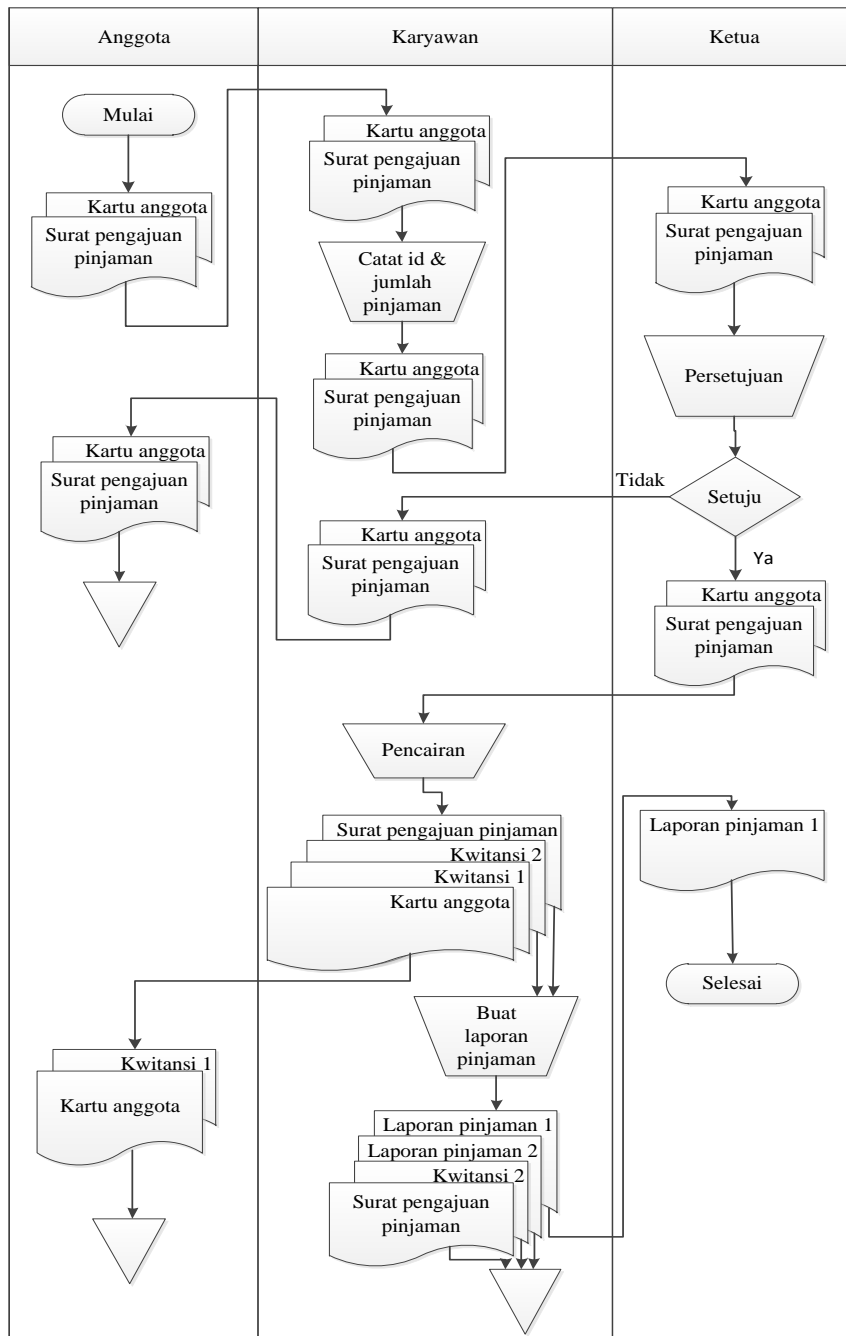 Anggota
Karyawan
Ketua
Mulai
Kartu anggota
Surat pengajuan
pinjaman
Kartu anggota
Surat pengajuan
pinjaman
Catat id &
jumlah
pinjaman
Kartu anggota
Surat pengajuan
pinjaman
Kartu anggota
Surat pengajuan
pinjaman
Persetujuan
Setuju
Tidak
Ya
Kartu anggota
Surat pengajuan
pinjaman
Kartu anggota
Surat pengajuan
pinjaman
Kartu anggota
Surat pengajuan
pinjaman
Pencairan
Surat pengajuan pinjaman
Kwitansi 2
Kwitansi 1
Kartu anggota
Laporan pinjaman 1
Selesai
Buat
laporan
pinjaman
Kwitansi 1
Kartu anggota
Laporan pinjaman 1
Laporan pinjaman 2
Kwitansi 2
Surat pengajuan
pinjaman